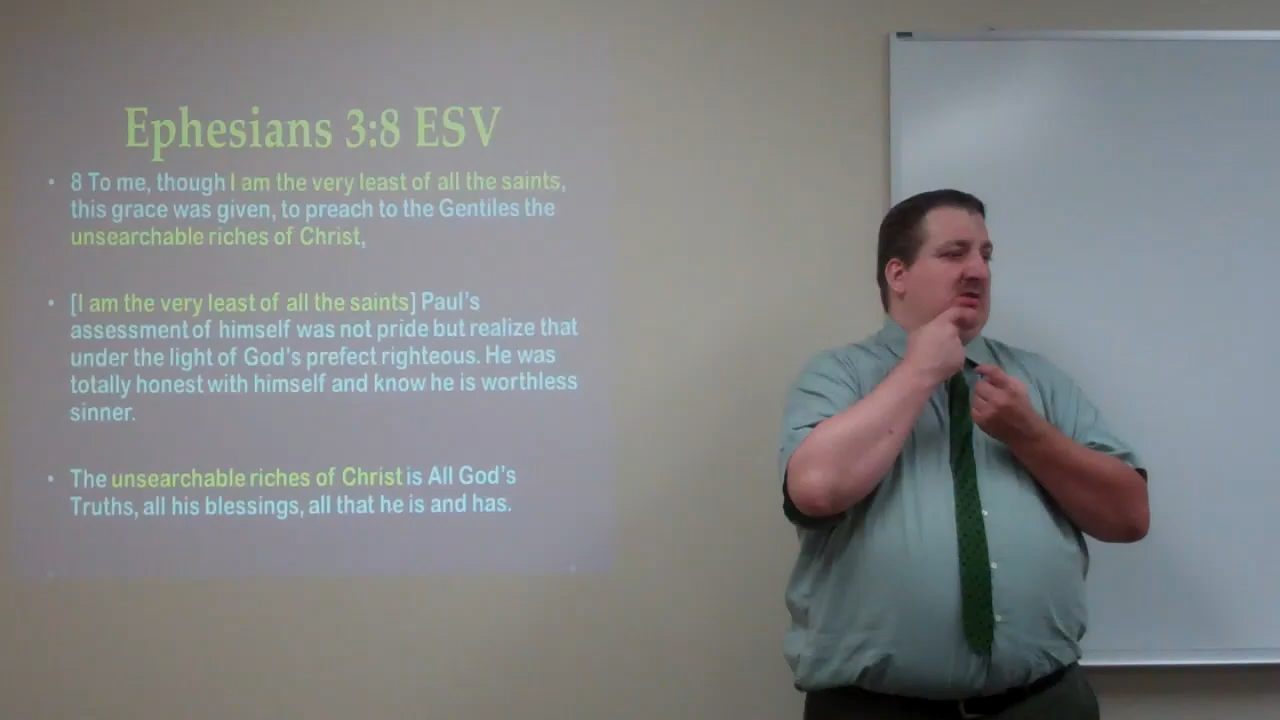 Ephesians 3:8 ESV
• 8 To me, though I am the very least of all the saints,
this grace was given, to preach to the Gentiles the
unsearchable riches of Christ,
• [I am the very least of all the saints] Paul's
assessment of himself was not pride but realize that
under the light of God's prefect righteous. He was
totally honest with himself and know he is worthless
sinner.
• The unsearchable riches of Christ is All God's
Truths, all his blessings, all that he is and has.